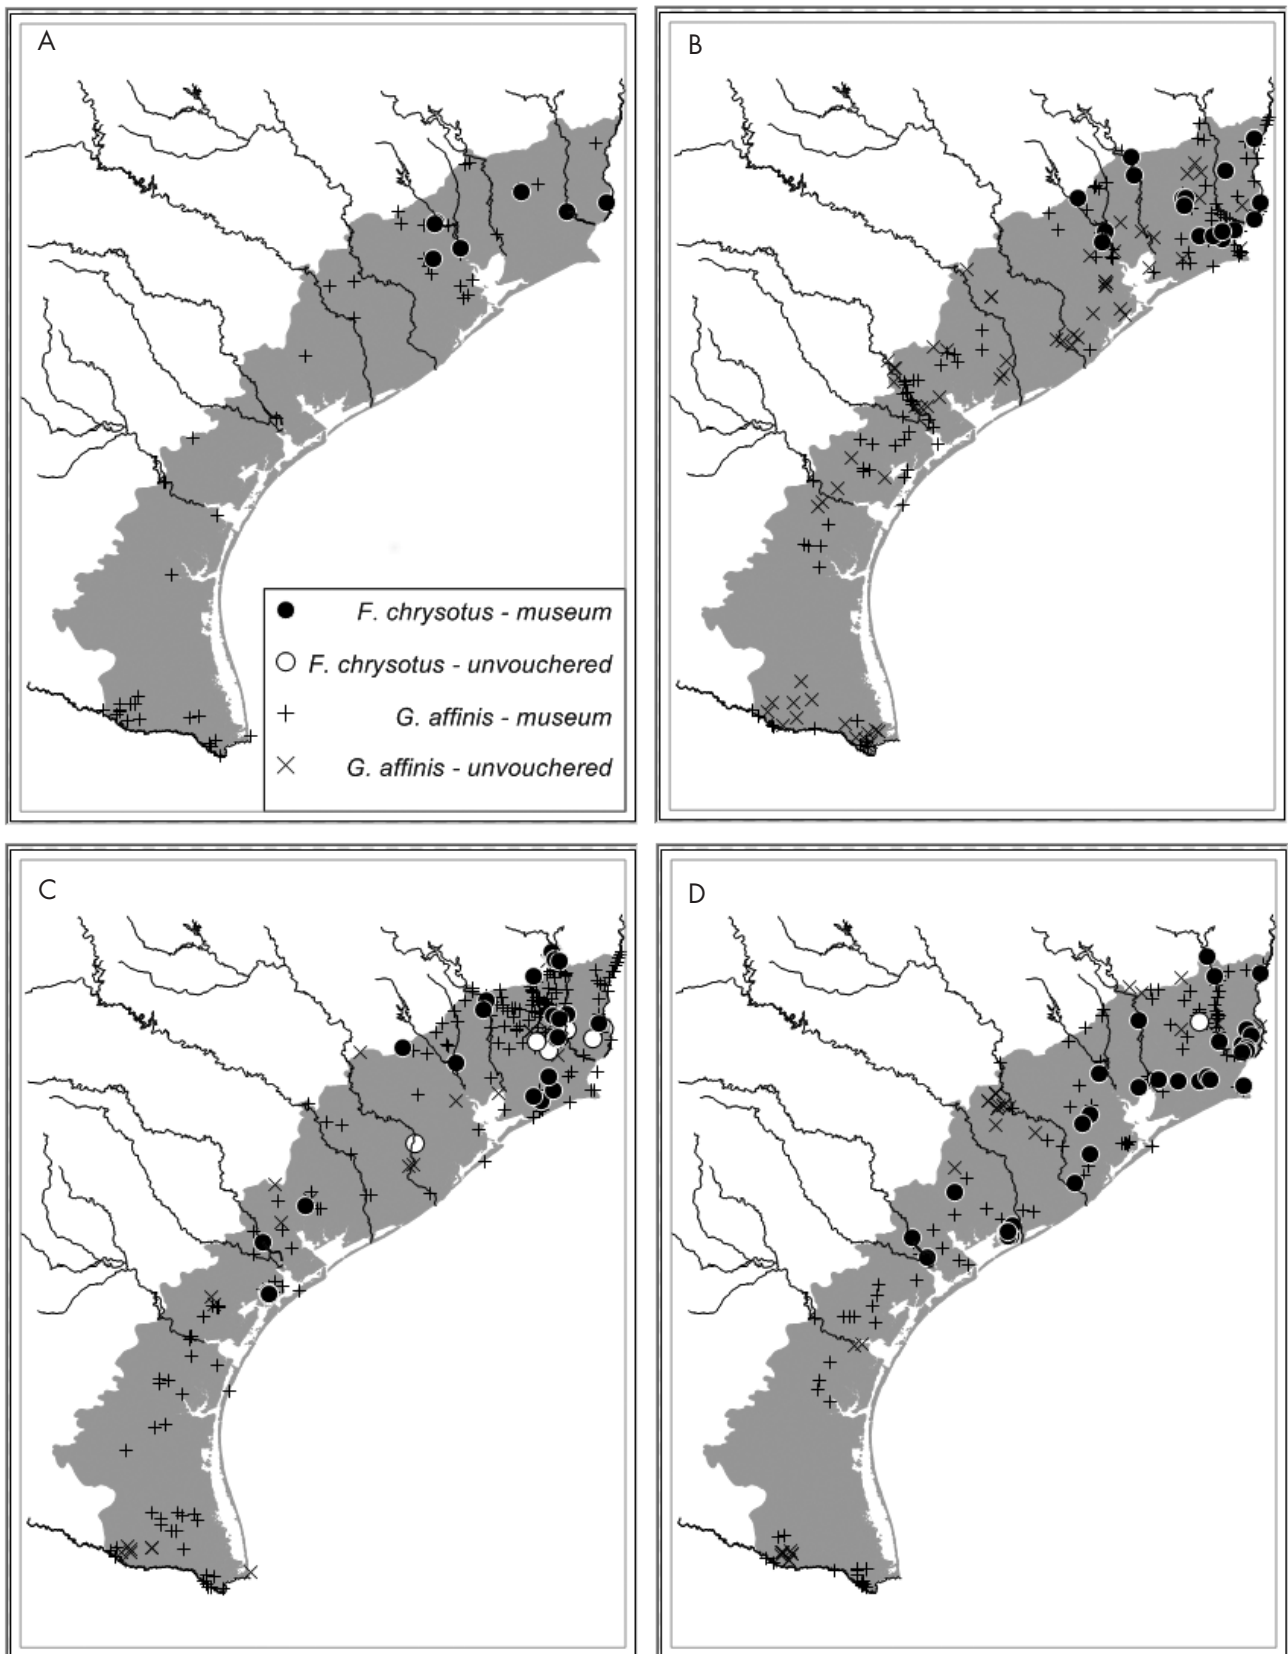 A
B
F. chrysotus - museum
F. chrysotus - unvouchered
G. affinis - museum
G. affinis - unvouchered
C
D